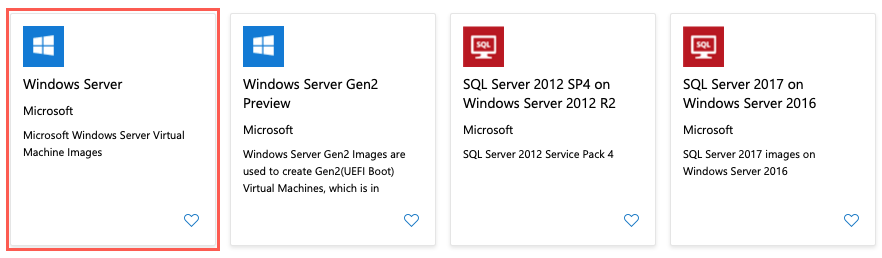 Windows Server
Microsoft
Microsoft Windows Server Virtual
Machine Images
Windows Server Gen2
Preview
Microsoft
Windows Server Gen2 Images are
used to create Gen2(UEFI Boot)
Virtual Machines, which is in
SQL
SQL Server 2012 SP4 on
Windows Server 2012 R2
Microsoft
SQL Server 2012 Service Pack 4
SQL
SQL Server 2017 on
Windows Server 2016
Microsoft
SQL Server 2017 images on
Windows Server 2016